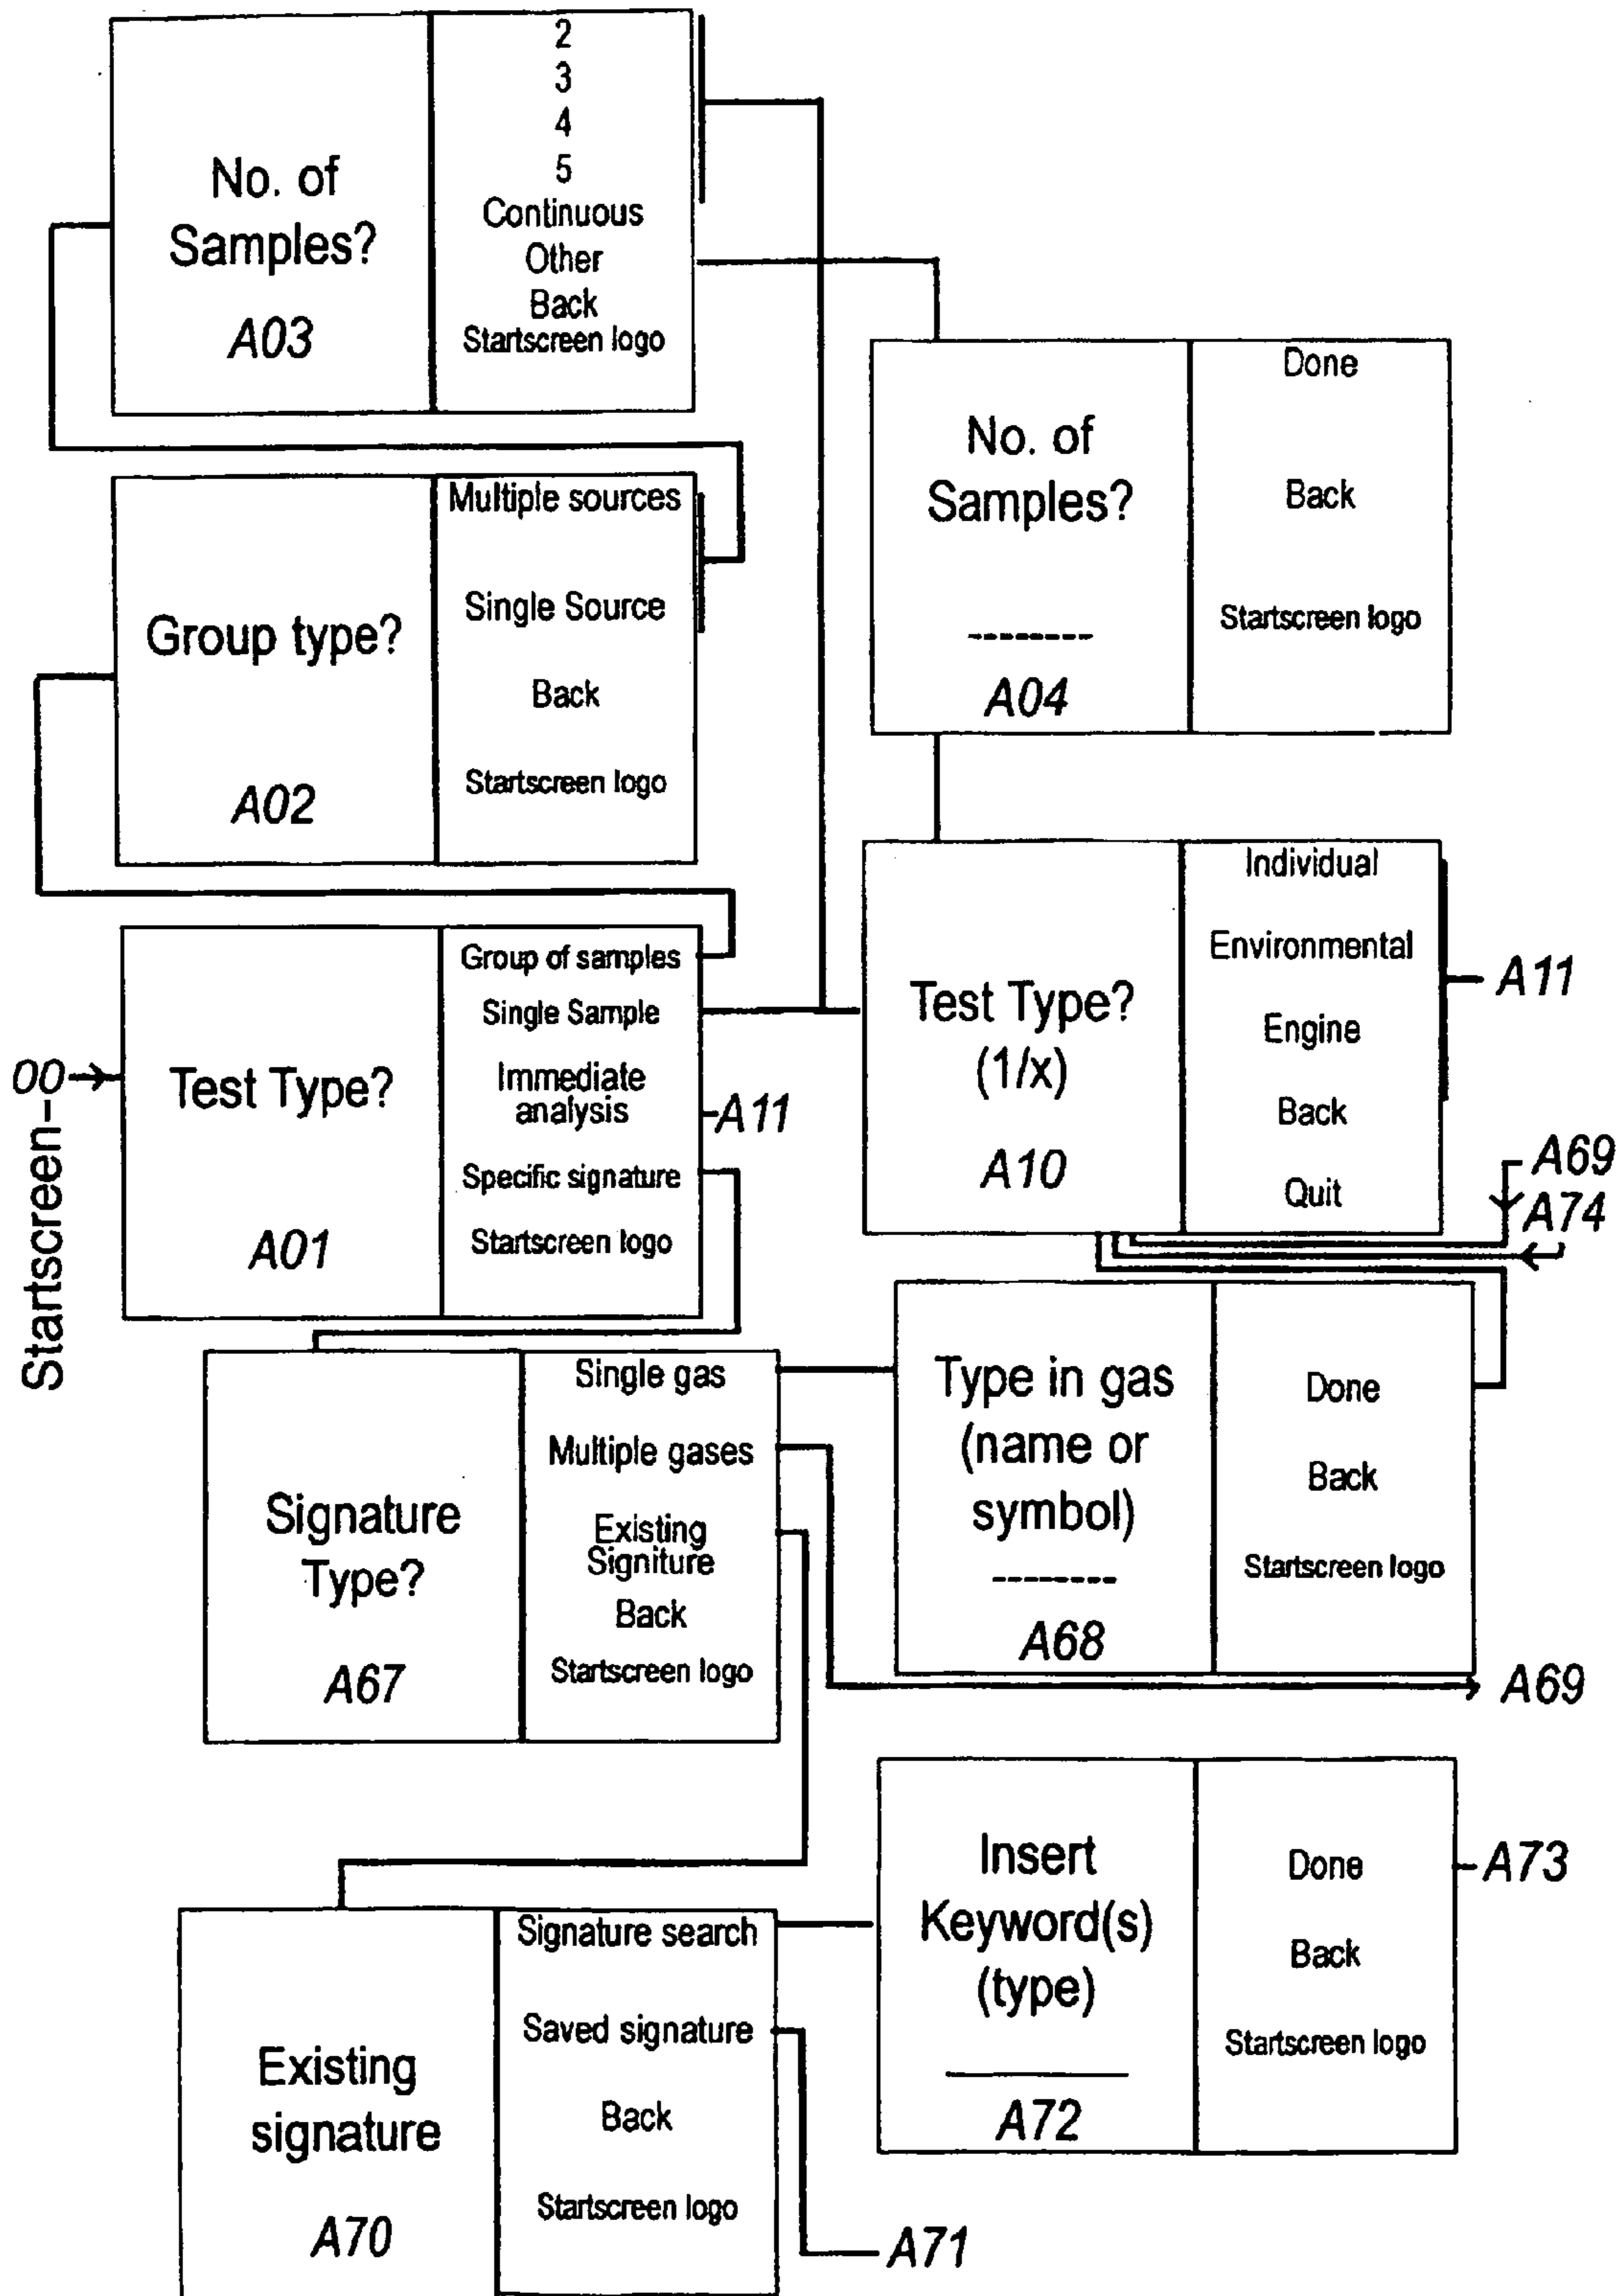 No. of
Samples?
A03
2
3
4
5
Continuous
Other
Back
Startscreen logo
No. of
Samples?
--------
A04
Done
Back
Startscreen logo
Group type?
A02
Multiple sources
Single Source
Back
Startscreen logo
Startscreen-00
Test Type?
A01
Group of samples
Single Sample
Immediate
analysis
Specific signature
Startscreen logo
A11
Test Type?
(1/x)
A10
Individual
Environmental
Engine
Back
Quit
A11
A69
A74
Signature
Type?
A67
Single gas
Multiple gases
Existing
Signiture
Back
Startscreen logo
Type in gas
(name or
symbol)
--------
A68
Done
Back
Startscreen logo
A69
Existing
signature
A70
Signature search
Saved signature
Back
Startscreen logo
A71
Insert
Keyword(s)
(type)
A72
Done
Back
Startscreen logo
A73